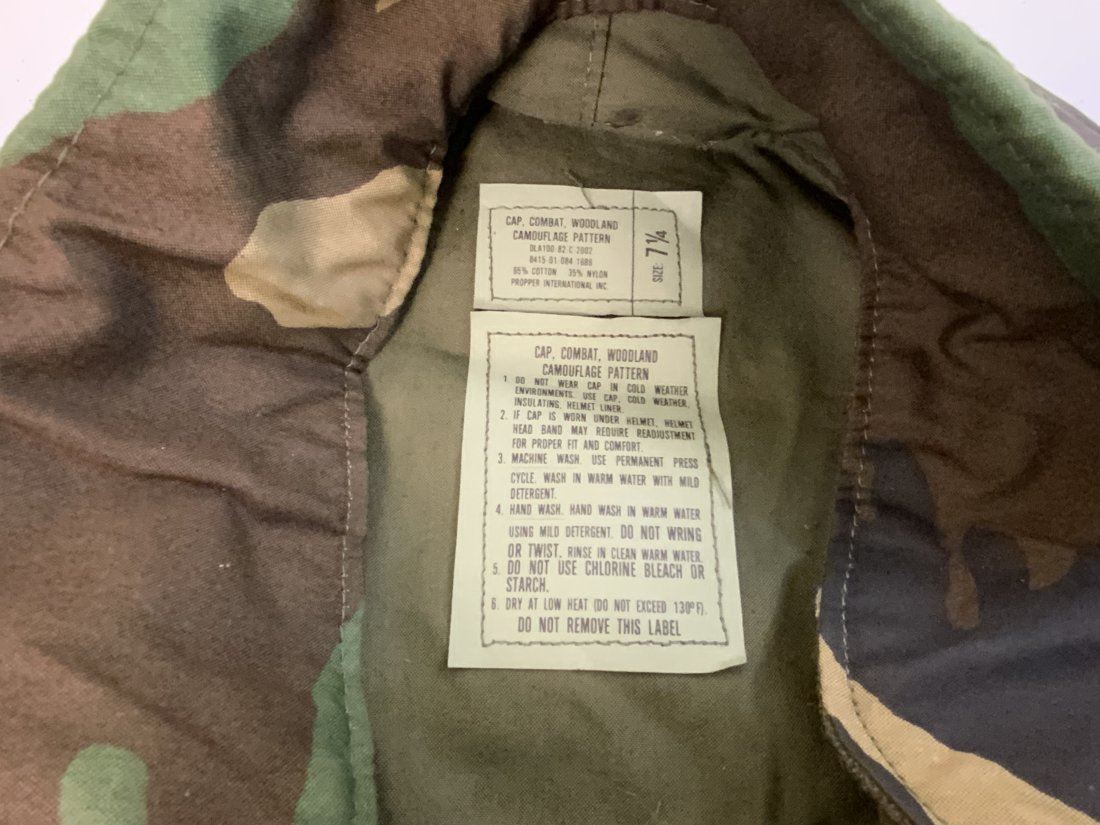 CAP, COMBAT, WOODLAND
CAMOUFLAGE PATTERN
DLA100-82-C-2002
8415-01-084-1688
65% COTTON 35% NYLON
PROPPER INTERNATIONAL INC.
SIZE: 7 1/4
CAP, COMBAT, WOODLAND
CAMOUFLAGE PATTERN
1. DO NOT WEAR CAP IN COLD WEATHER
ENVIRONMENTS. USE CAP, COLD WEATHER,
INSULATING, HELMET LINER.
2. IF CAP IS WORN UNDER HELMET, HELMET
HEAD BAND MAY REQUIRE READJUSTMENT
FOR PROPER FIT AND COMFORT.
3. MACHINE WASH. USE PERMANENT PRESS
CYCLE. WASH IN WARM WATER WITH MILD
DETERGENT.
4. HAND WASH. HAND WASH IN WARM WATER
USING MILD DETERGENT. DO NOT WRING
OR TWIST. RINSE IN CLEAN WARM WATER.
5. DO NOT USE CHLORINE BLEACH OR
STARCH.
6. DRY AT LOW HEAT (DO NOT EXCEED 130°F).
DO NOT REMOVE THIS LABEL